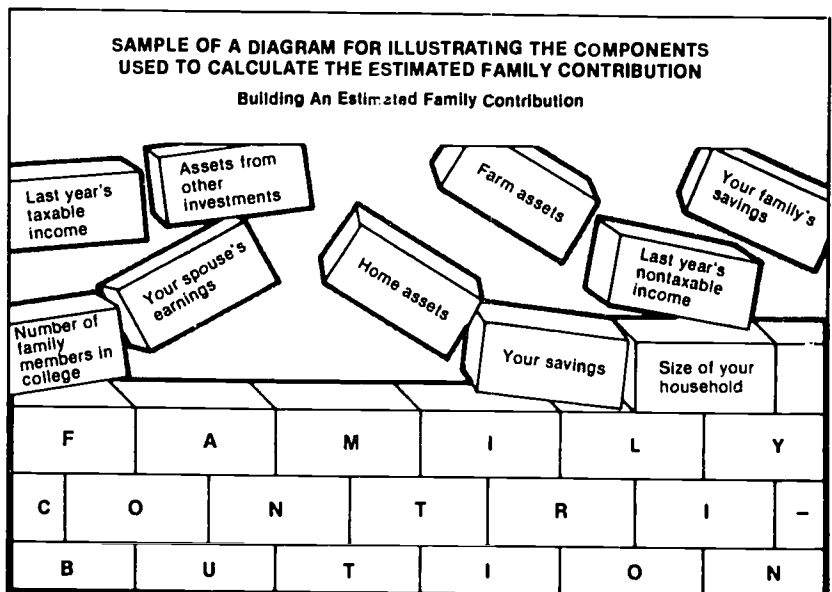 SAMPLE OF A DIAGRAM FOR ILLUSTRATING THE COMPONENTS
USED TO CALCULATE THE ESTIMATED FAMILY CONTRIBUTION
Building An Estimated Family Contribution
Last year's
taxable
income
Assets from
other
investments
Farm assets
Your family's
savings
Your spouse's
earnings
Home assets
Last year's
nontaxable
income
Number of
family
members in
college
Your savings
Size of your
household
F A M I L Y
C O N T R I -
B U T I O N